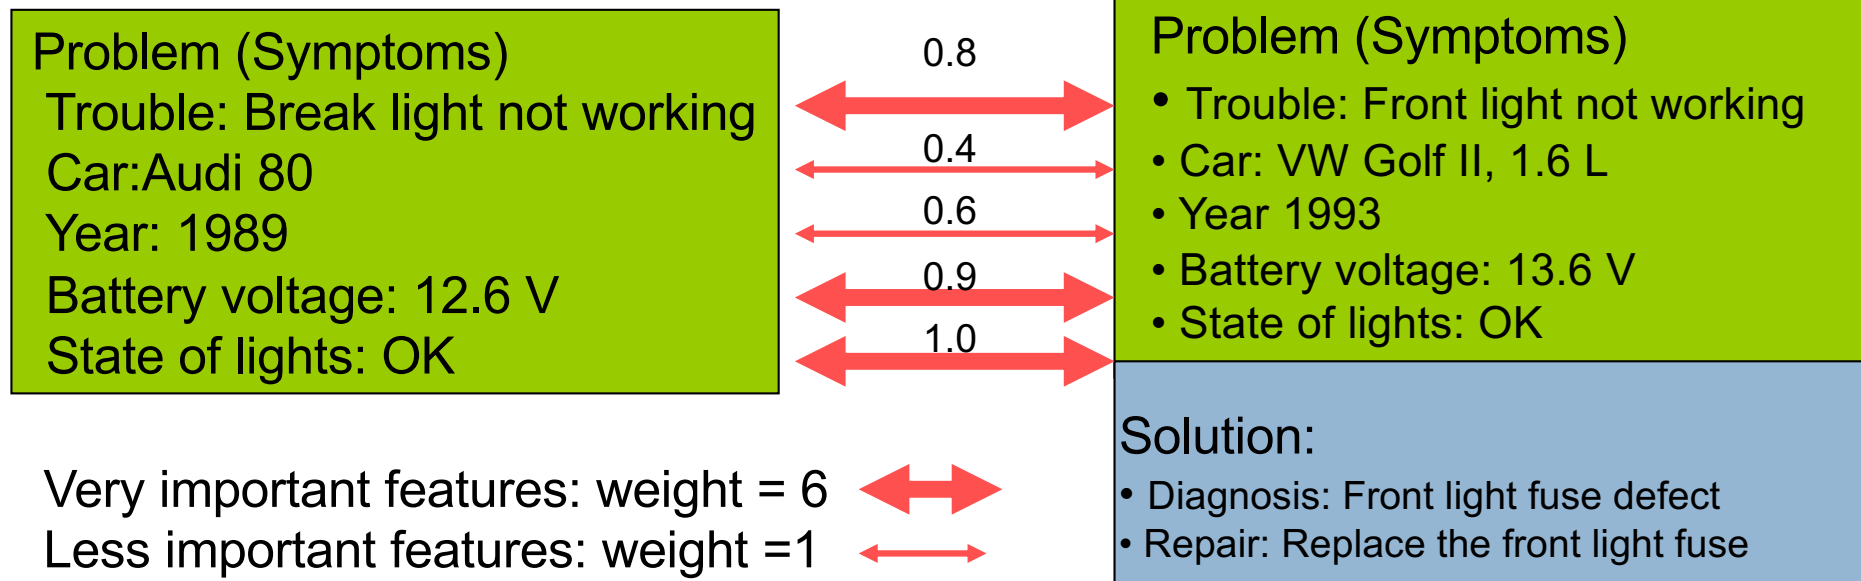 Problem (Symptoms)
Trouble: Break light not working
Car:Audi 80
Year: 1989
Battery voltage: 12.6 V
State of lights: OK
0.8
0.4
0.6
0.9
1.0
Problem (Symptoms)
• Trouble: Front light not working
• Car: VW Golf II, 1.6 L
• Year 1993
• Battery voltage: 13.6 V
• State of lights: OK
Solution:
• Diagnosis: Front light fuse defect
• Repair: Replace the front light fuse
Very important features: weight = 6
Less important features: weight =1